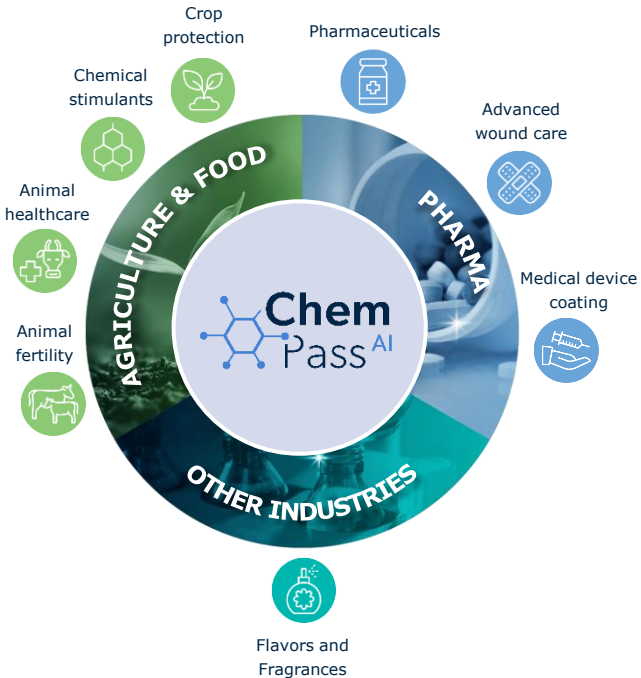 Crop
protection
Pharmaceuticals
Chemical
stimulants
Advanced
wound care
AGRICULTURE & FOOD
PHARMA
Animal
healthcare
Medical device
coating
Chem
Pass AI
Animal
fertility
OTHER INDUSTRIES
Flavors and
Fragrances